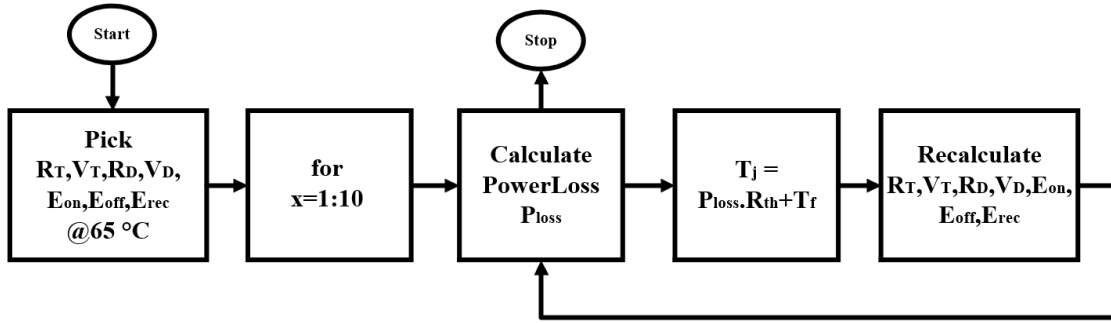 Start
Stop
Pick
RT,VT,RD,VD,
Eon,Eoff,Erec
@65 °C
for
x=1:10
Calculate
PowerLoss
Ploss
Tj =
Ploss.Rth+Tf
Recalculate
RT,VT,RD,VD,Eon,
Eoff,Erec